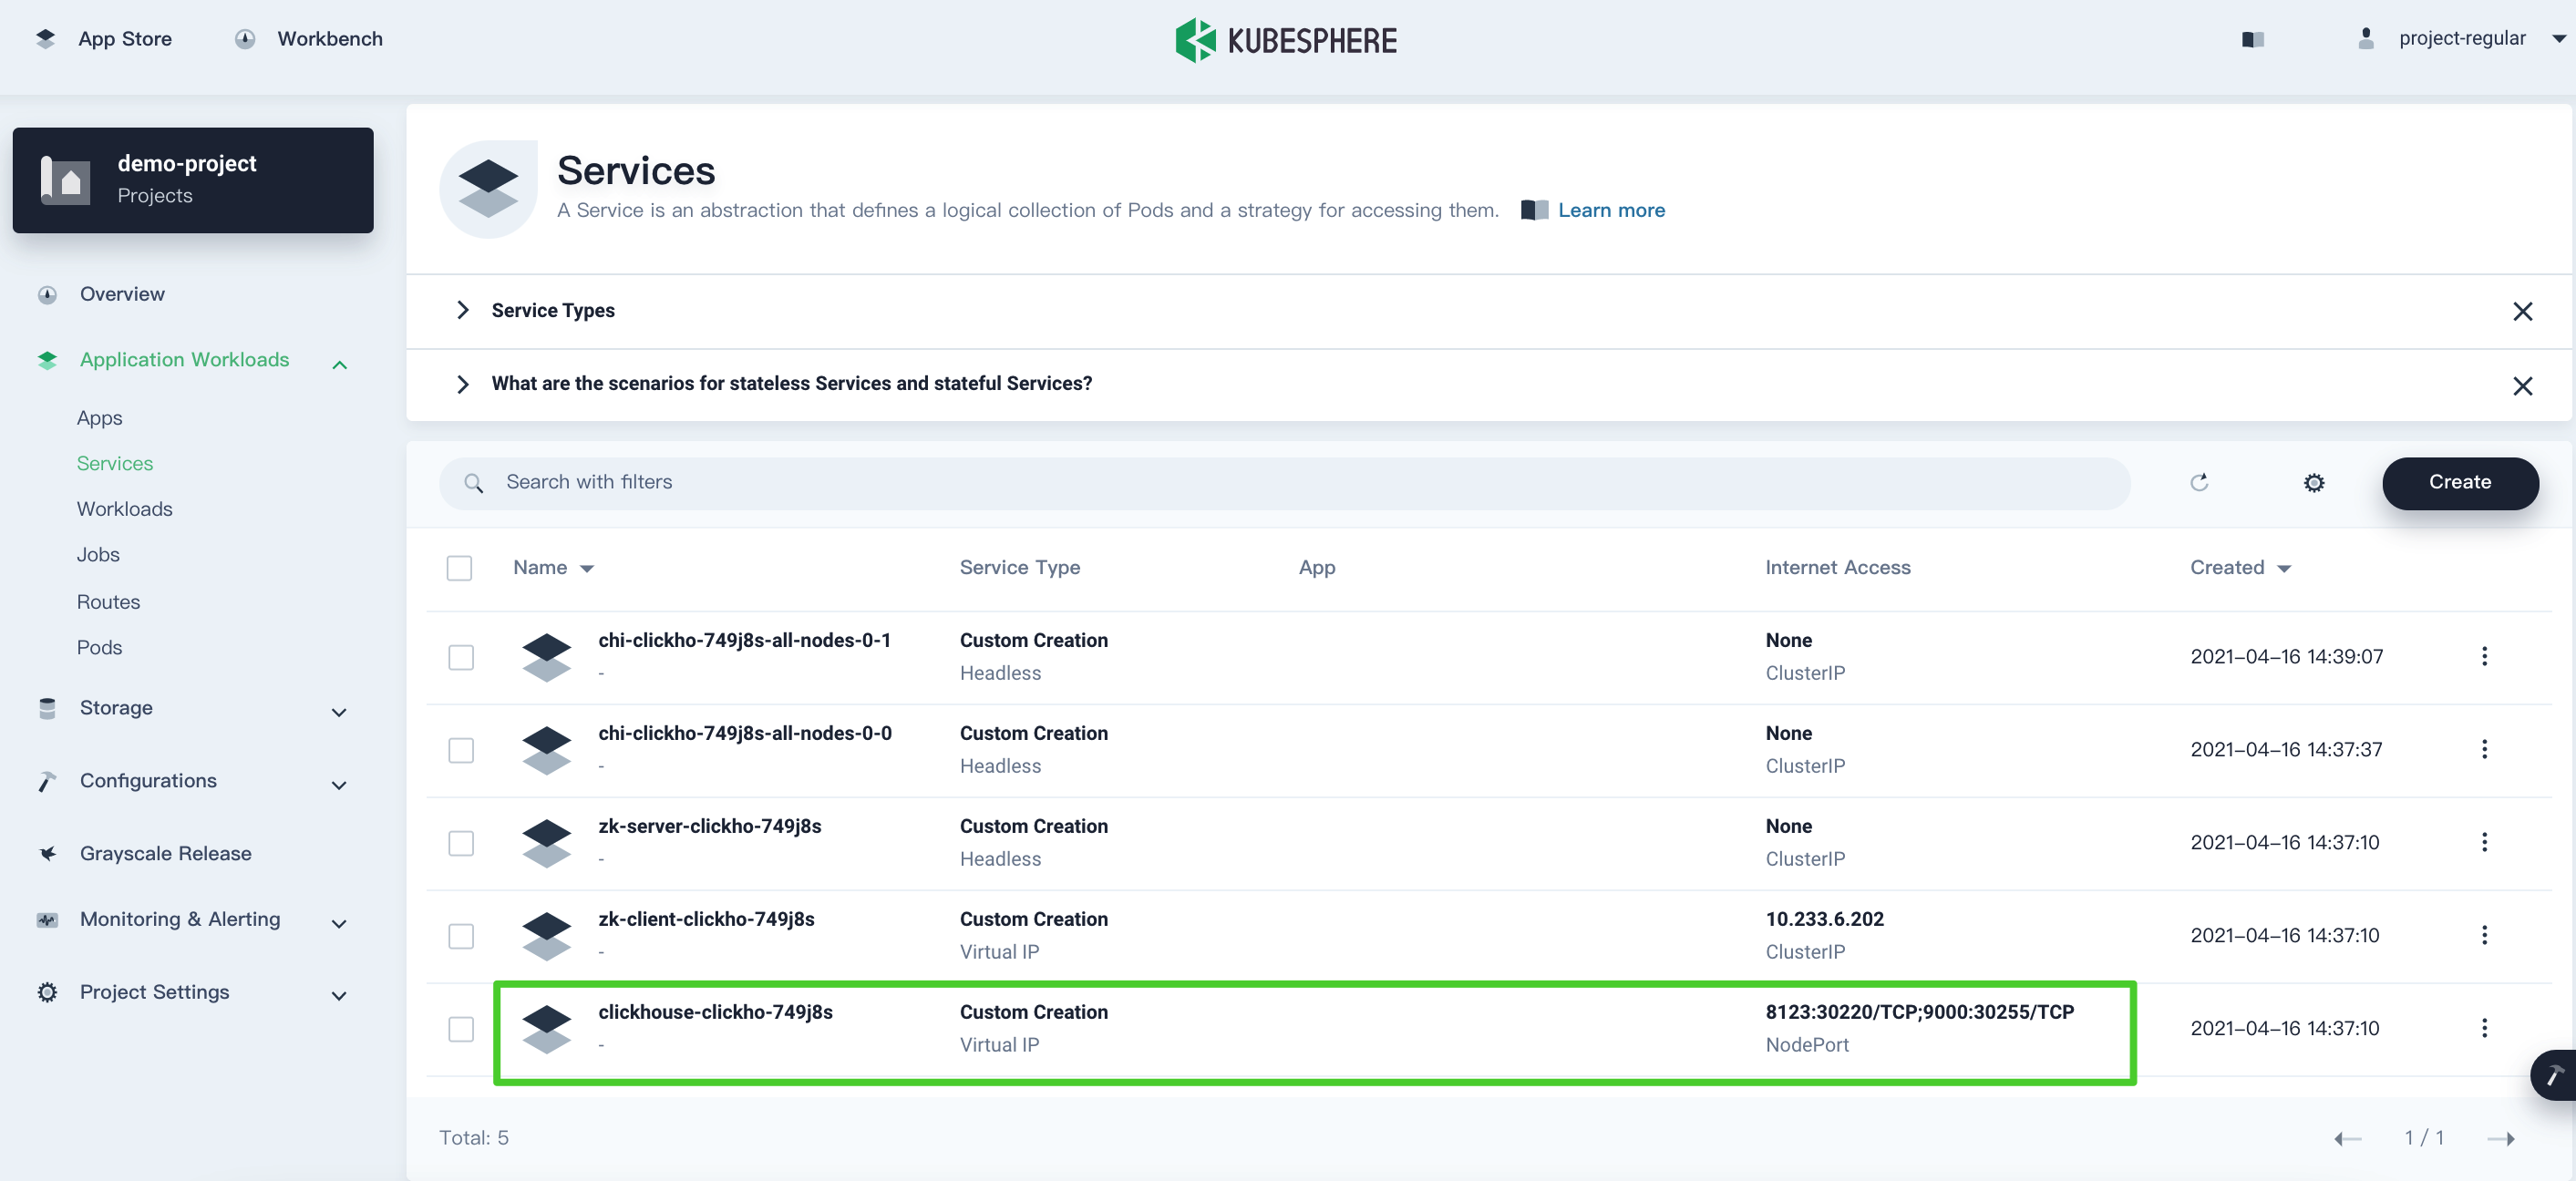 App Store
Workbench
KUBESPHERE
project-regular
demo-project
Projects
Overview
Application Workloads
Apps
Services
Workloads
Jobs
Routes
Pods
Storage
Configurations
Grayscale Release
Monitoring & Alerting
Project Settings
Services
A Service is an abstraction that defines a logical collection of Pods and a strategy for accessing them. Learn more
Service Types
What are the scenarios for stateless Services and stateful Services?
Search with filters
Create
Name Service Type App Internet Access Created
chi-clickho-749j8s-all-nodes-0-1 Custom Creation None 2021-04-16 14:39:07
- Headless ClusterIP
chi-clickho-749j8s-all-nodes-0-0 Custom Creation None 2021-04-16 14:37:37
- Headless ClusterIP
zk-server-clickho-749j8s Custom Creation None 2021-04-16 14:37:10
- Headless ClusterIP
zk-client-clickho-749j8s Custom Creation 10.233.6.202 2021-04-16 14:37:10
- Virtual IP ClusterIP
clickhouse-clickho-749j8s Custom Creation 8123:30220/TCP;9000:30255/TCP 2021-04-16 14:37:10
- Virtual IP NodePort
Total: 5
1 / 1